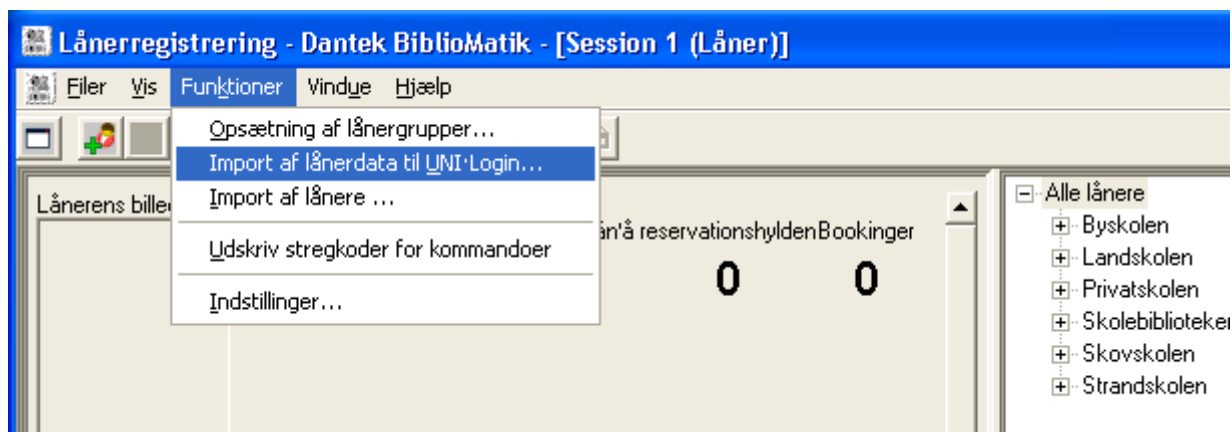 Lånerregistrering - Dantek BiblioMatik - [Session 1 (Låner)]
Filer Vis Funktioner Vindue Hjælp
Opsætning af lånergrupper...
Import af lånerdata til UNI·Login...
Import af lånere ...
Udskriv stregkoder for kommandoer
Indstillinger...
Lånerens
reservationshylden Bookinger
0 0
Alle lånere
Byskolen
Landskolen
Privatskolen
Skolebiblioteker
Skovskolen
Strandskolen